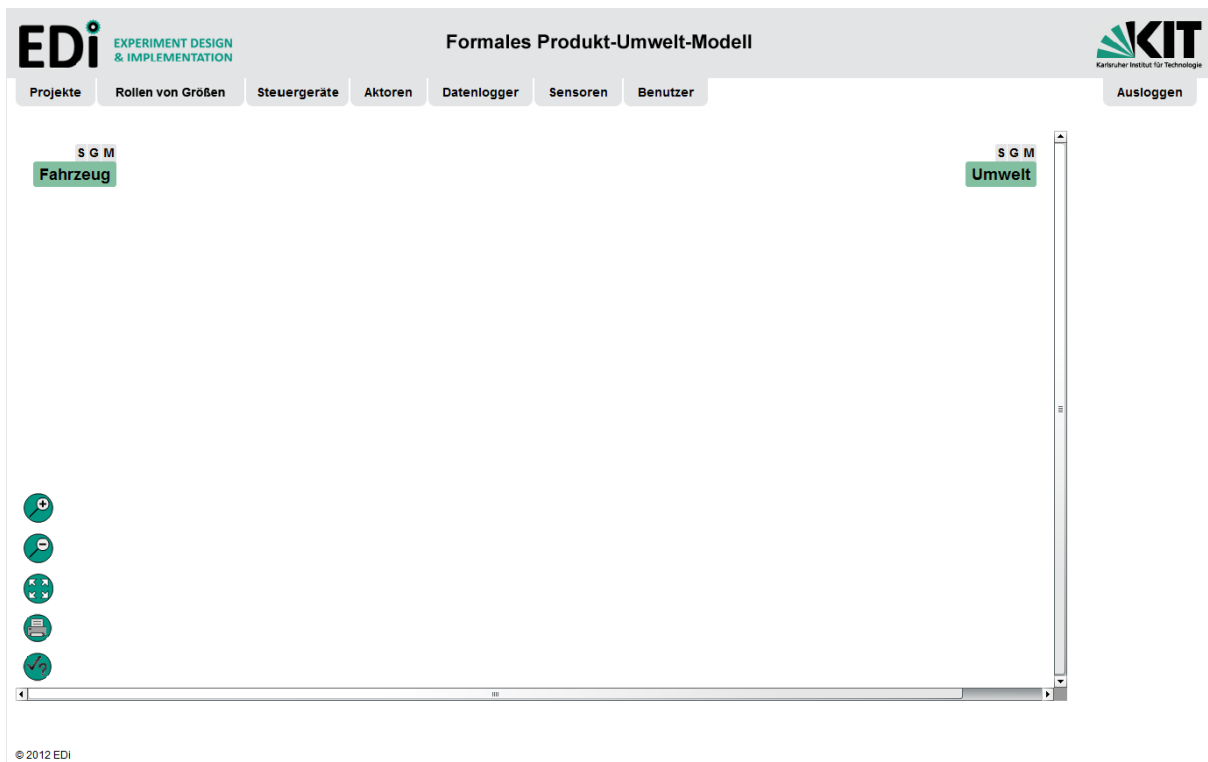 EDi EXPERIMENT DESIGN
& IMPLEMENTATION
Formales Produkt-Umwelt-Modell
KIT
Karlsruher Institut für Technologie
Projekte Rollen von Größen Steuergeräte Aktoren Datenlogger Sensoren Benutzer Ausloggen
S G M
Fahrzeug
S G M
Umwelt
© 2012 EDi